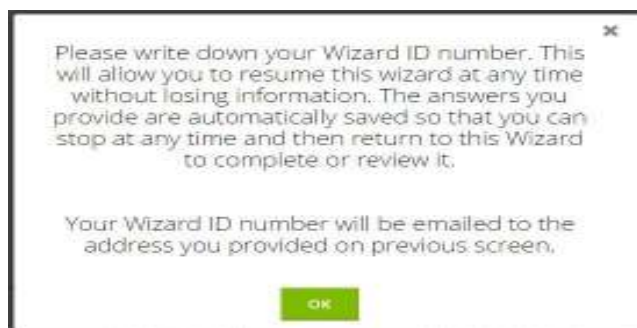 Please write down your Wizard ID number. This
will allow you to resume this wizard at any time
without losing information. The answers you
provide are automatically saved so that you can
stop at any time and then return to this Wizard
to complete or review it.
Your Wizard ID number will be emailed to the
address you provided on previous screen.
OK